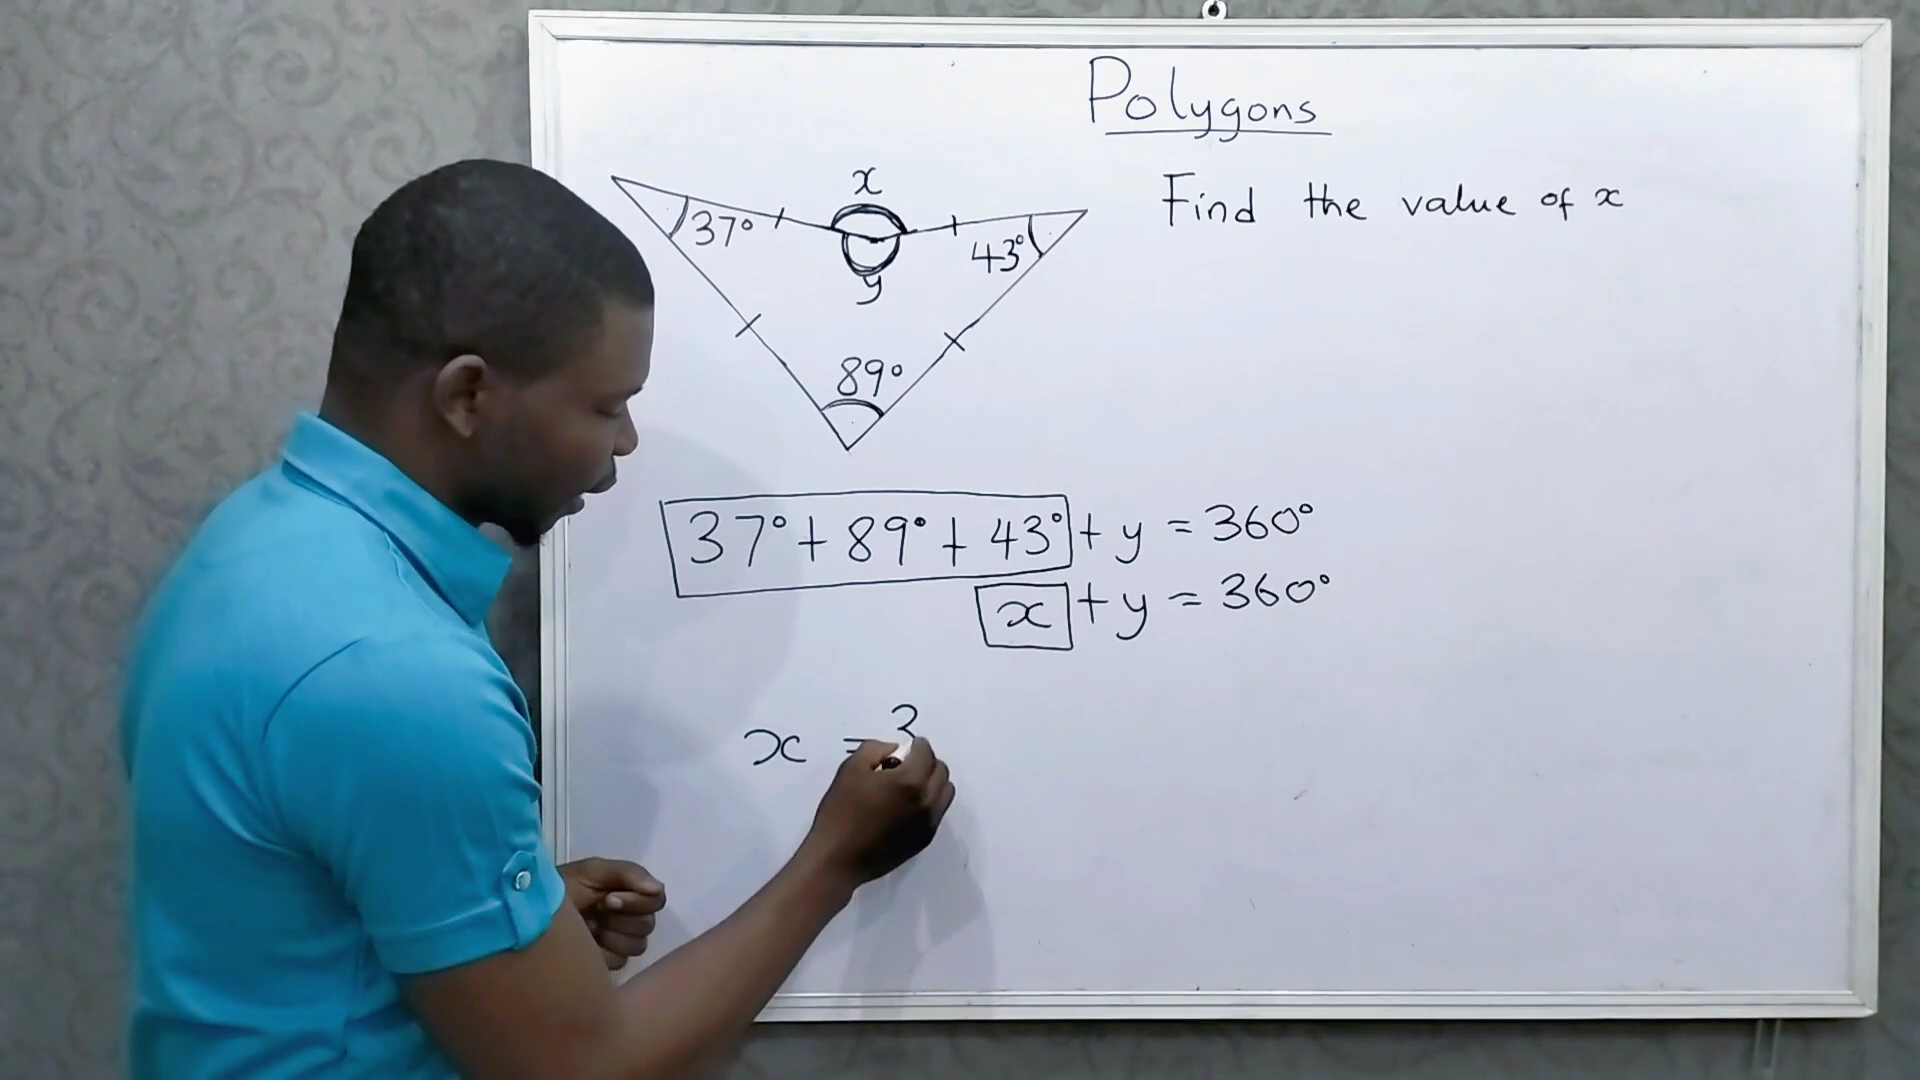 Polygons
x
Find the value of x
37°
43°
y
89°
37° + 89° + 43° + y = 360°
x + y = 360°
x = 3